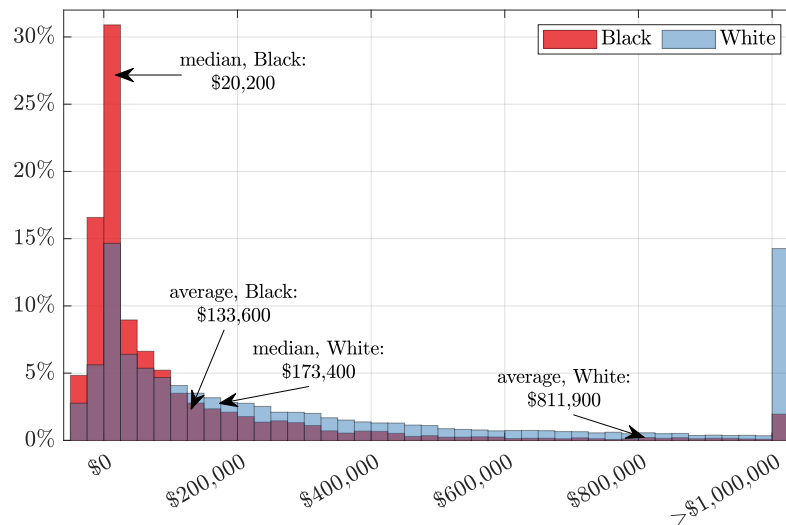 30%
25%
20%
15%
10%
5%
0%
Black
White
median, Black:
$20,200
average, Black:
$133,600
median, White:
$173,400
average, White:
$811,900
$0
$200,000
$400,000
$600,000
$800,000
>$1,000,000